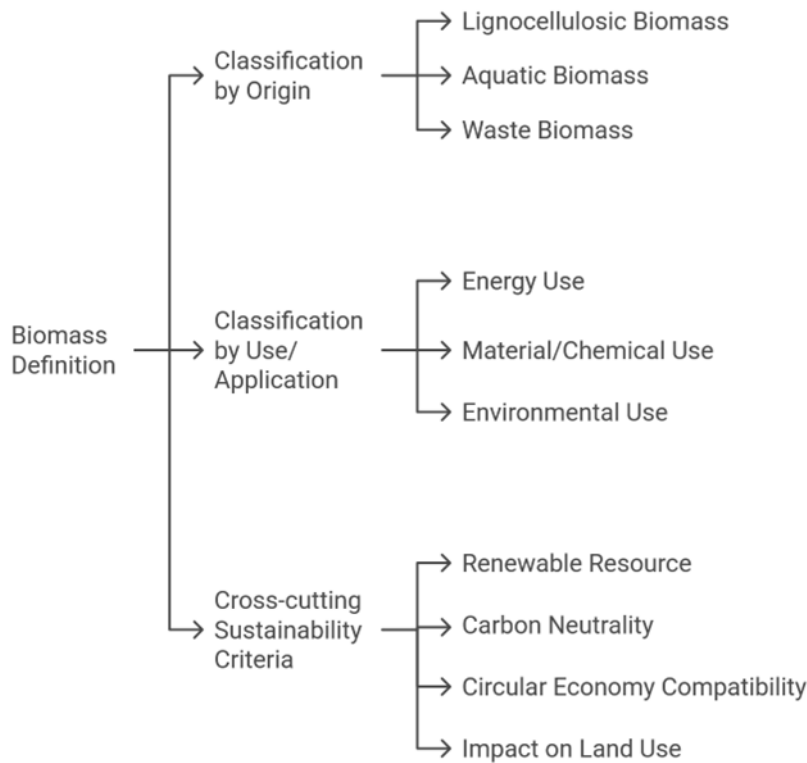 Biomass
Definition
Classification
by Origin
Lignocellulosic Biomass
Aquatic Biomass
Waste Biomass
Classification
by Use/
Application
Energy Use
Material/Chemical Use
Environmental Use
Cross-cutting
Sustainability
Criteria
Renewable Resource
Carbon Neutrality
Circular Economy Compatibility
Impact on Land Use